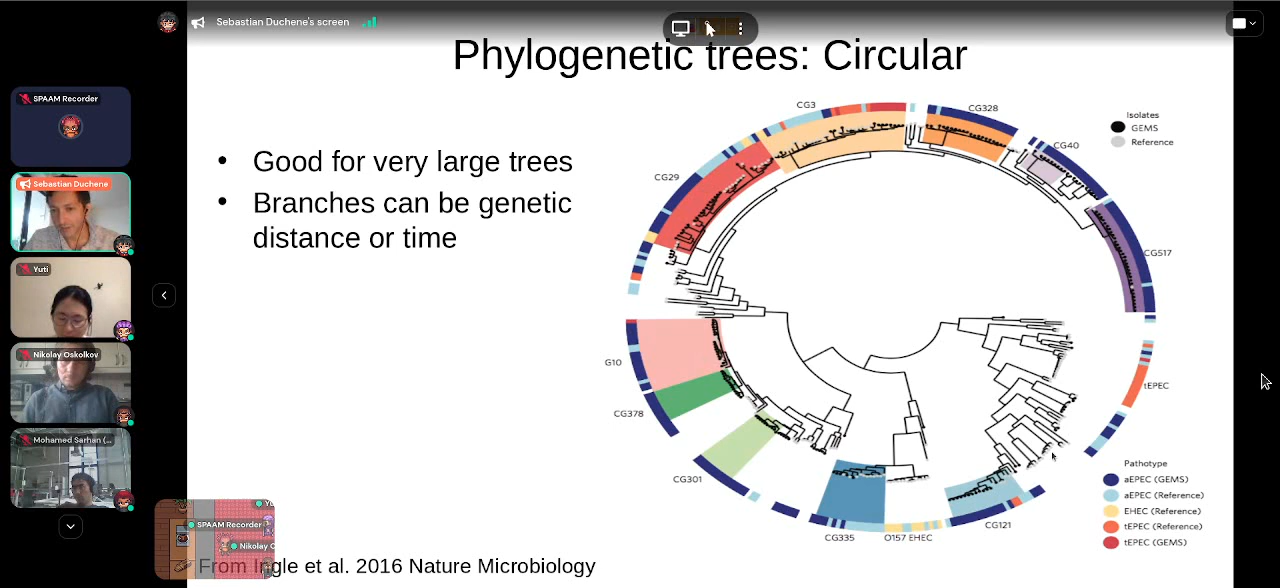 Sebastian Duchene's screen
Phylogenetic trees: Circular
SPAAM Recorder
Sebastian Duchene
Yuti
Nikolay Oskolkov
Mohamed Sarhan (...
• Good for very large trees
• Branches can be genetic
distance or time
CG3
CG328
CG40
CG29
CG517
G10
CG378
tEPEC
CG301
CG335
O157 EHEC
CG121
Isolates
GEMS
Reference
Pathotype
aEPEC (GEMS)
aEPEC (Reference)
EHEC (Reference)
tEPEC (Reference)
tEPEC (GEMS)
SPAAM Recorder
Nikolay O
From Ingle et al. 2016 Nature Microbiology